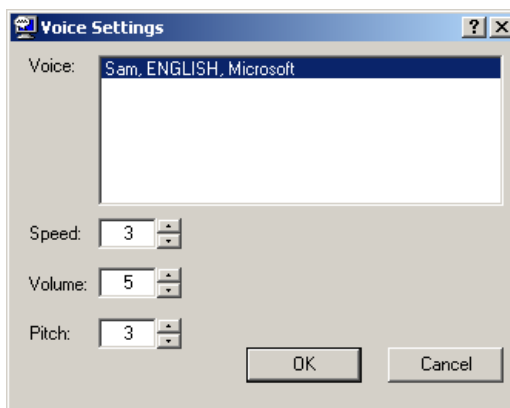 Voice Settings
Voice:
Sam, ENGLISH, Microsoft
Speed: 3
Volume: 5
Pitch: 3
OK Cancel